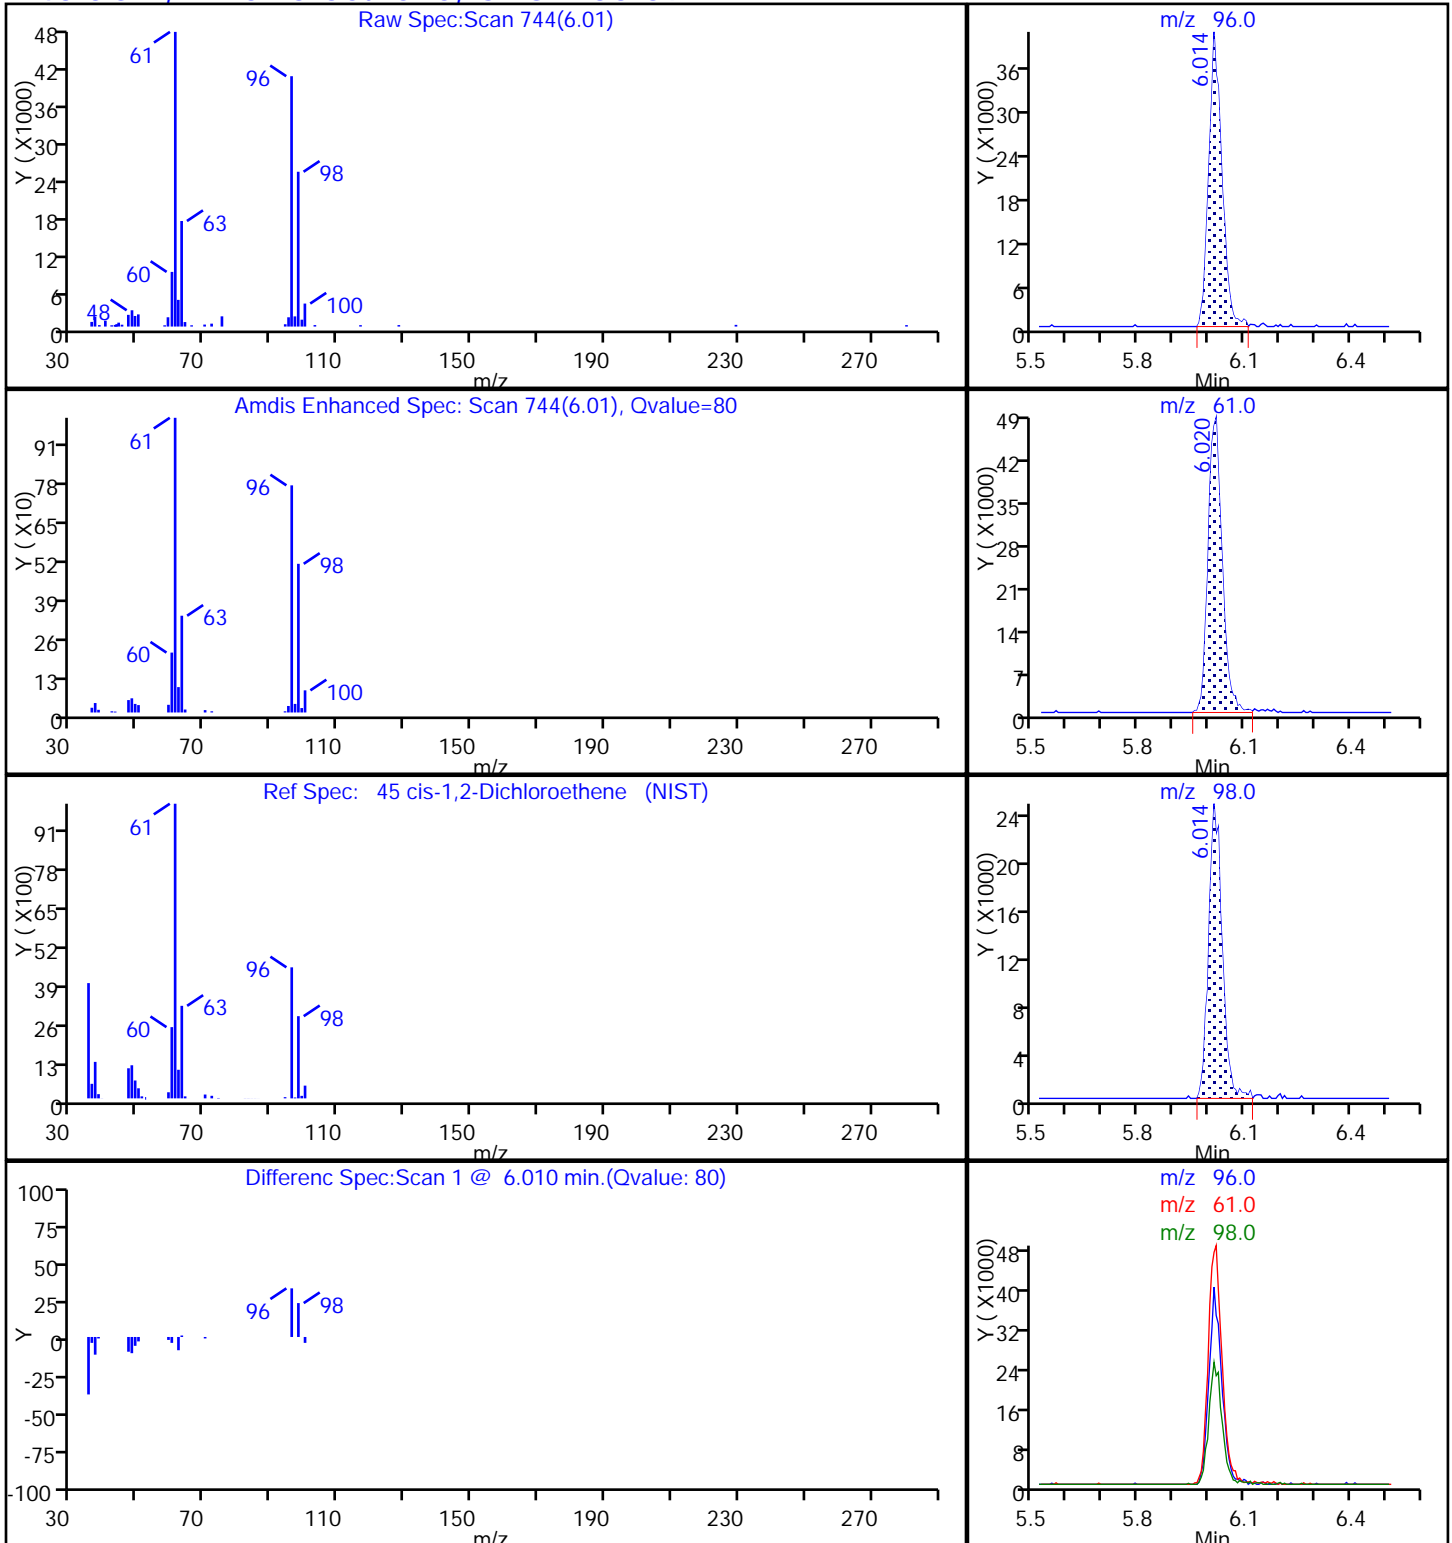 Raw Spec:Scan 744(6.01)
48
42
36
30
24
18
12
6
0
Y (X1000)
61
96
98
63
60
48
100
30 70 110 150 190 230 270
m/z
m/z 96.0
6.014
36
30
24
18
12
6
0
Y (X1000)
5.5 5.8 6.1 6.4
Min
Amdis Enhanced Spec: Scan 744(6.01), Qvalue=80
91
78
65
52
39
26
13
0
Y (X10)
61
96
98
63
60
100
30 70 110 150 190 230 270
m/z
m/z 61.0
6.020
49
42
35
28
21
14
7
0
Y (X1000)
5.5 5.8 6.1 6.4
Min
Ref Spec: 45 cis-1,2-Dichloroethene (NIST)
91
78
65
52
39
26
13
0
Y (X100)
61
96
63
60
98
30 70 110 150 190 230 270
m/z
m/z 98.0
6.014
24
20
16
12
8
4
0
Y (X1000)
5.5 5.8 6.1 6.4
Min
Differenc Spec:Scan 1 @ 6.010 min.(Qvalue: 80)
100
75
50
25
0
-25
-50
-75
-100
Y
96
98
30 70 110 150 190 230 270
m/z
m/z 96.0
m/z 61.0
m/z 98.0
48
40
32
24
16
8
0
Y (X1000)
5.5 5.8 6.1 6.4
Min